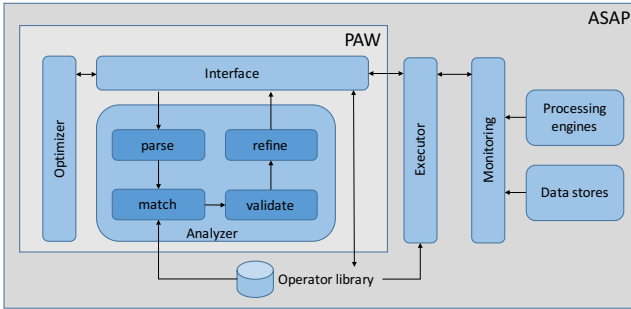 ASAP
PAW
Interface
Optimizer
parse
refine
match
validate
Analyzer
Executor
Monitoring
Processing
engines
Data stores
Operator library